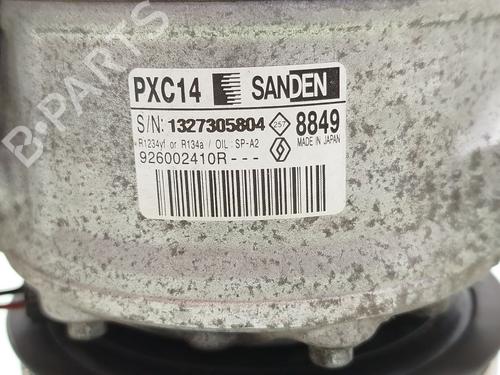 B-PARTS
PXC14 SANDEN
S/N: 1327305804 257 8849
R1234yf or R134a / OIL : SP-A2 MADE IN JAPAN
926002410R---